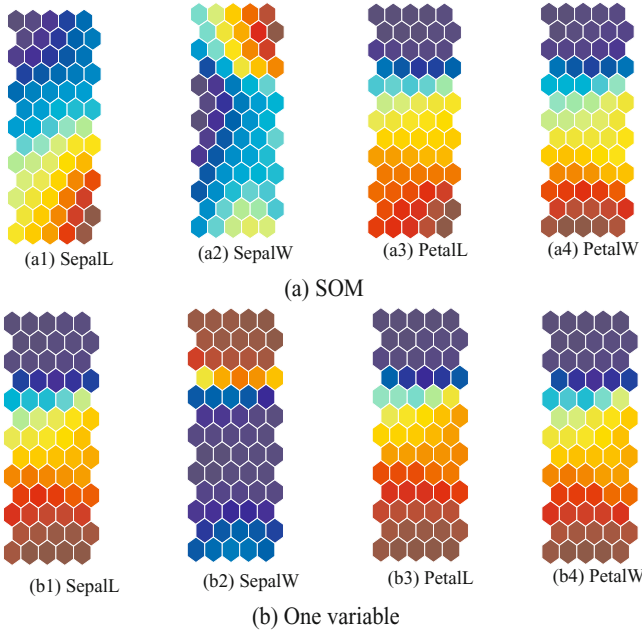 (a1) SepalL
(a2) SepalW
(a3) PetalL
(a4) PetalW
(a) SOM
(b1) SepalL
(b2) SepalW
(b3) PetalL
(b4) PetalW
(b) One variable